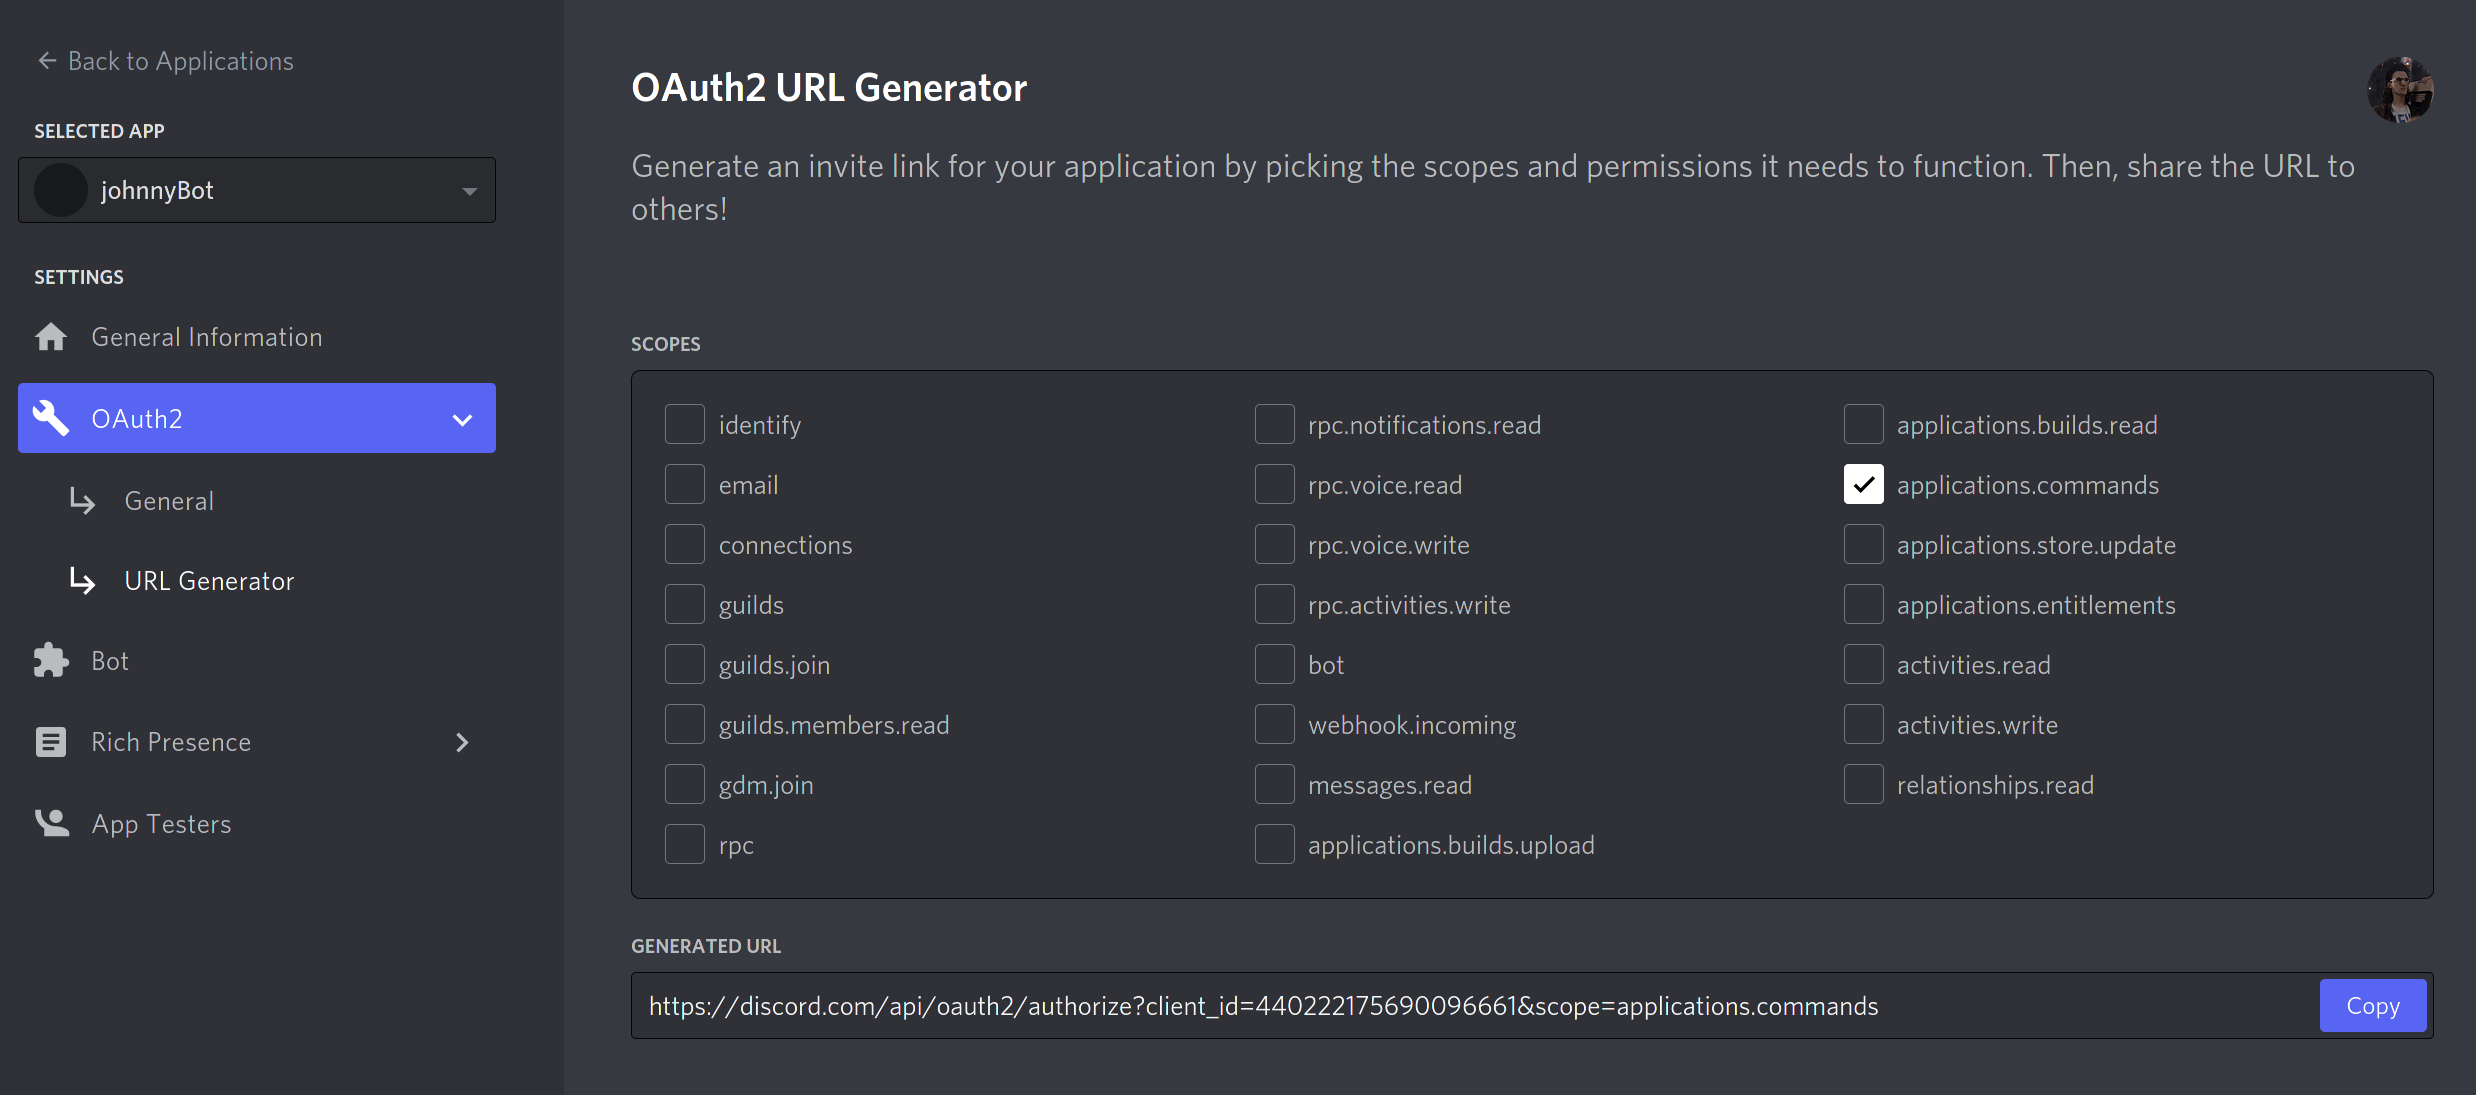 Back to Applications
SELECTED APP
johnnyBot
SETTINGS
General Information
OAuth2
General
URL Generator
Bot
Rich Presence
App Testers
OAuth2 URL Generator
Generate an invite link for your application by picking the scopes and permissions it needs to function. Then, share the URL to
others!
SCOPES
identify
email
connections
guilds
guilds.join
guilds.members.read
gdm.join
rpc
rpc.notifications.read
rpc.voice.read
rpc.voice.write
rpc.activities.write
bot
webhook.incoming
messages.read
applications.builds.upload
applications.builds.read
applications.commands
applications.store.update
applications.entitlements
activities.read
activities.write
relationships.read
GENERATED URL
https://discord.com/api/oauth2/authorize?client_id=440222175690096661&scope=applications.commands
Copy